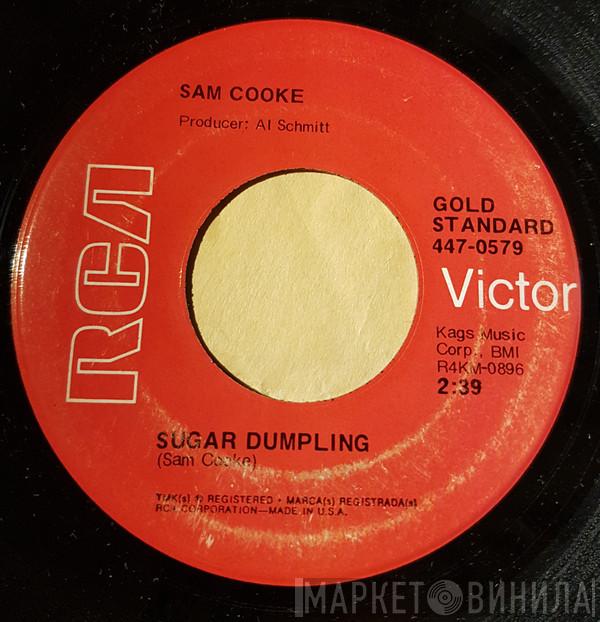 SAM COOKE
Producer: Al Schmitt
RCA
GOLD
STANDARD
447-0579
Victor
Kags Music
Corp., BMI
R4KM-0896
2:39
SUGAR DUMPLING
(Sam Cooke)
TMK(s) ® REGISTERED • MARCA(s) REGISTRADA(s)
RCA CORPORATION—MADE IN U.S.A.
МАРКЕТ ВИНИЛА